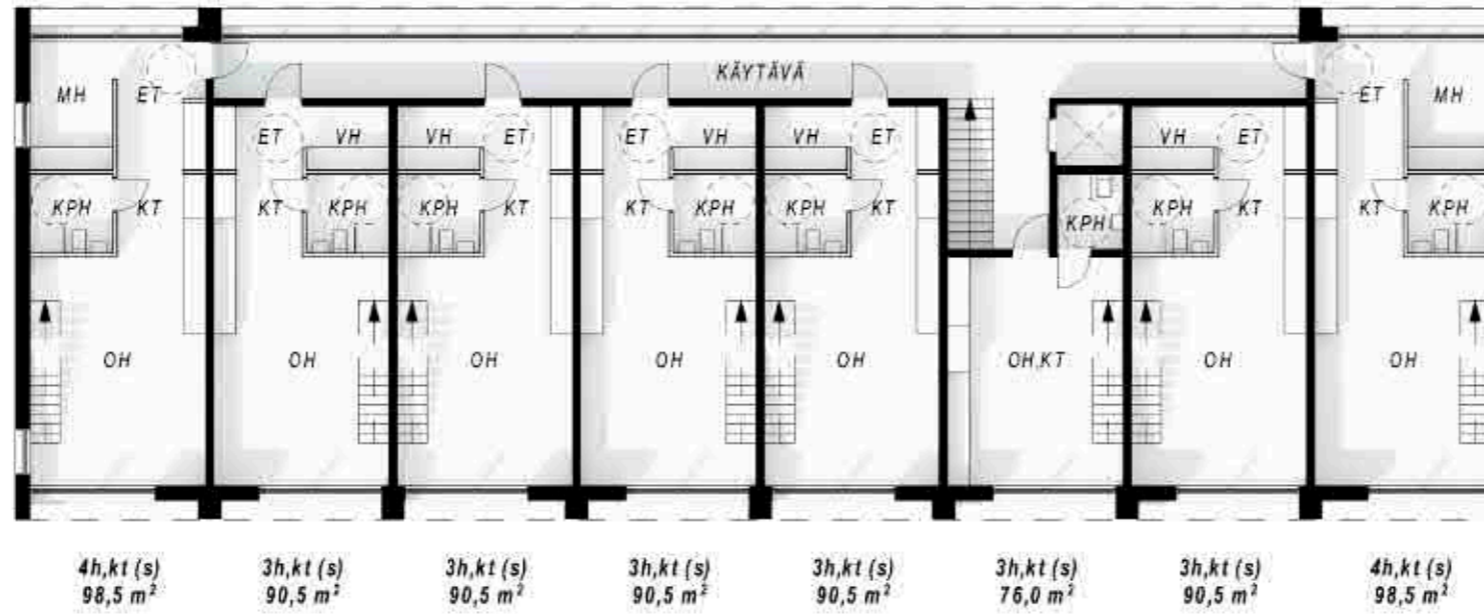 KÄYTÄVÄ
MH ET ET MH
ET VH VH ET ET VH VH ET VH ET
KPH KT KT KPH KPH KT KT KPH KPH KT KPH KPH KT KT KPH
OH OH OH OH OH OH,KT OH OH
4h,kt (s) 3h,kt (s) 3h,kt (s) 3h,kt (s) 3h,kt (s) 3h,kt (s) 3h,kt (s) 4h,kt (s)
98,5 m² 90,5 m² 90,5 m² 90,5 m² 90,5 m² 76,0 m² 90,5 m² 98,5 m²